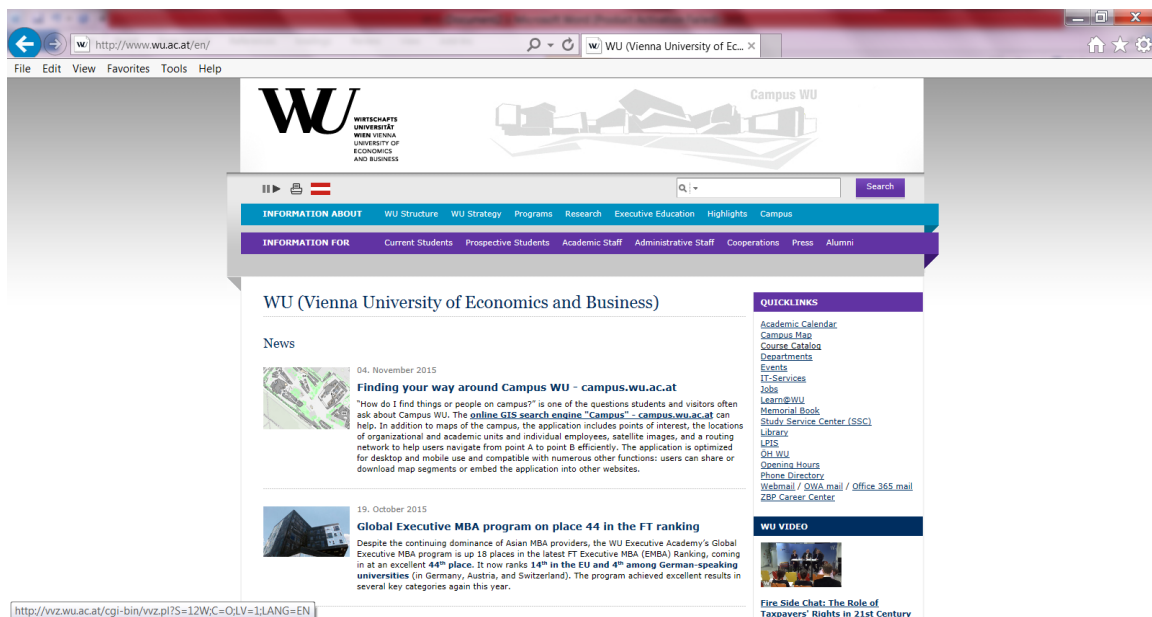 http://www.wu.ac.at/en/
WU (Vienna University of Ec...
File Edit View Favorites Tools Help
WU
WIRTSCHAFTS
UNIVERSITÄT
WIEN VIENNA
UNIVERSITY OF
ECONOMICS
AND BUSINESS
Campus WU
Search
INFORMATION ABOUT WU Structure WU Strategy Programs Research Executive Education Highlights Campus
INFORMATION FOR Current Students Prospective Students Academic Staff Administrative Staff Cooperations Press Alumni
WU (Vienna University of Economics and Business)
News
04. November 2015
Finding your way around Campus WU - campus.wu.ac.at
"How do I find things or people on campus?" is one of the questions students and visitors often
ask about Campus WU. The online GIS search engine "Campus" - campus.wu.ac.at can
help. In addition to maps of the campus, the application includes points of interest, the locations
of organizational and academic units and individual employees, satellite images, and a routing
network to help users navigate from point A to point B efficiently. The application is optimized
for desktop and mobile use and compatible with numerous other functions: users can share or
download map segments or embed the application into other websites.
19. October 2015
Global Executive MBA program on place 44 in the FT ranking
Despite the continuing dominance of Asian MBA providers, the WU Executive Academy's Global
Executive MBA program is up 18 places in the latest FT Executive MBA (EMBA) Ranking, coming
in at an excellent 44th place. It now ranks 14th in the EU and 4th among German-speaking
universities (in Germany, Austria, and Switzerland). The program achieved excellent results in
several key categories again this year.
QUICKLINKS
Academic Calendar
Campus Map
Course Catalog
Departments
Events
IT-Services
Jobs
Learn@WU
Memorial Book
Study Service Center (SSC)
Library
LPIS
ÖH WU
Opening Hours
Phone Directory
Webmail / OWA mail / Office 365 mail
ZBP Career Center
WU VIDEO
Fire Side Chat: The Role of
Taxpayers' Rights in 21st Century
http://vvz.wu.ac.at/cgi-bin/vvz.pl?S=12W;C=O;LV=1;LANG=EN